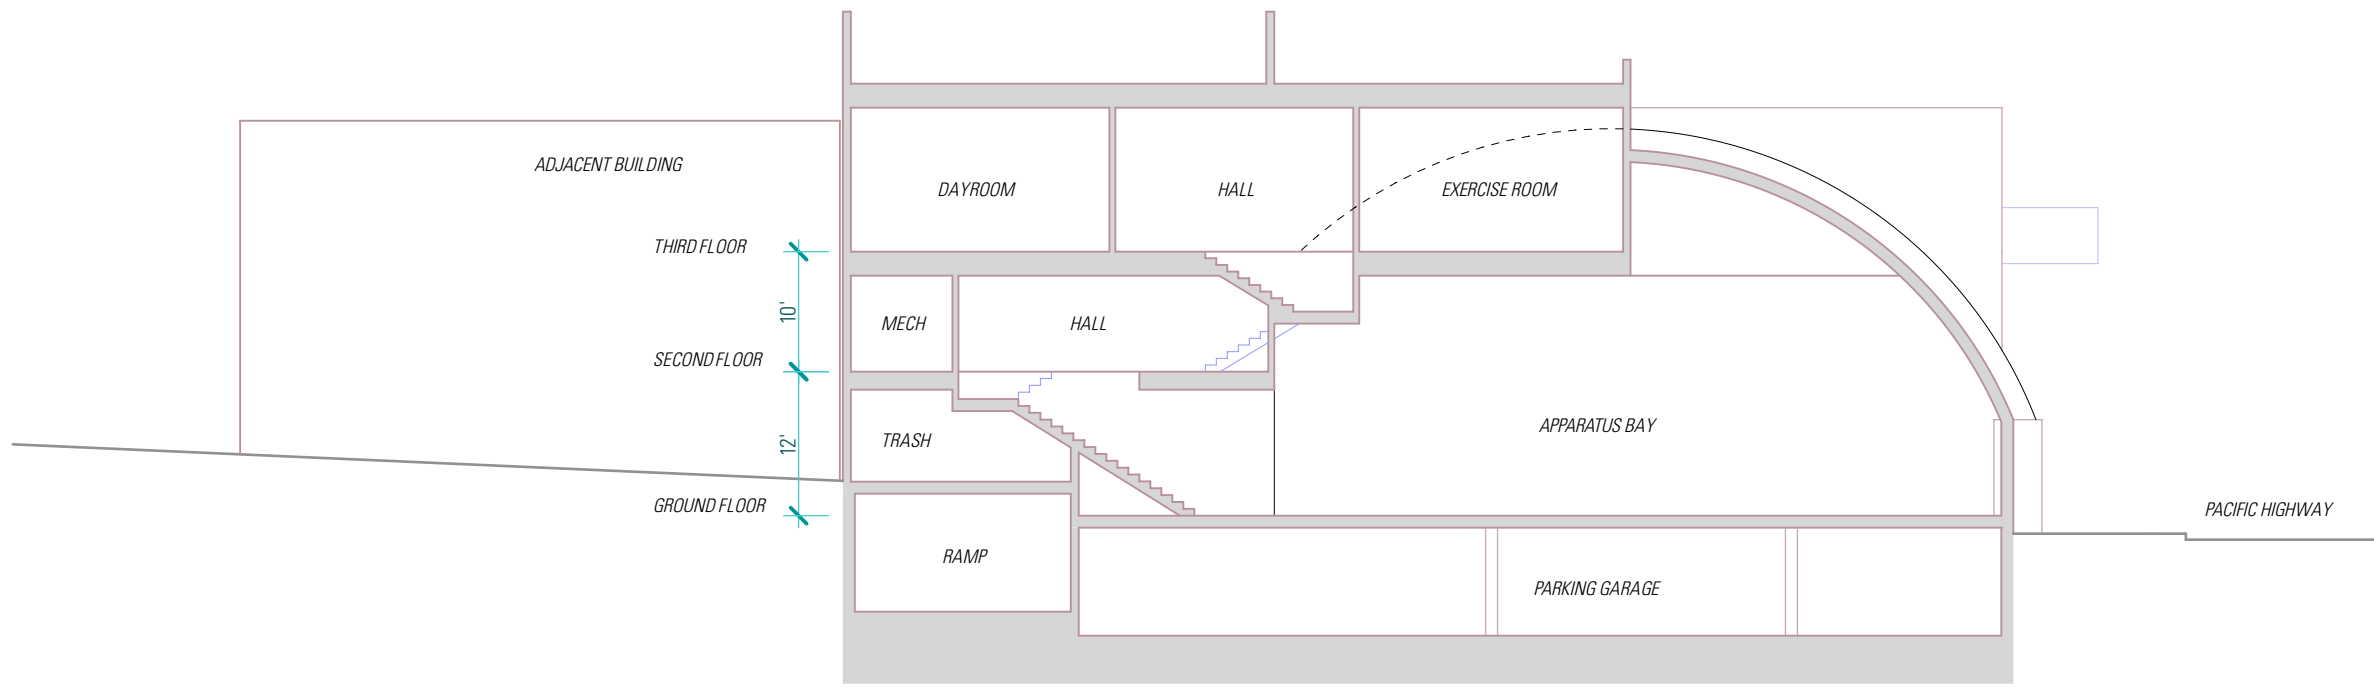 ADJACENT BUILDING
DAYROOM
HALL
EXERCISE ROOM
THIRD FLOOR
10'
MECH
HALL
SECOND FLOOR
12'
TRASH
APPARATUS BAY
GROUND FLOOR
PACIFIC HIGHWAY
RAMP
PARKING GARAGE